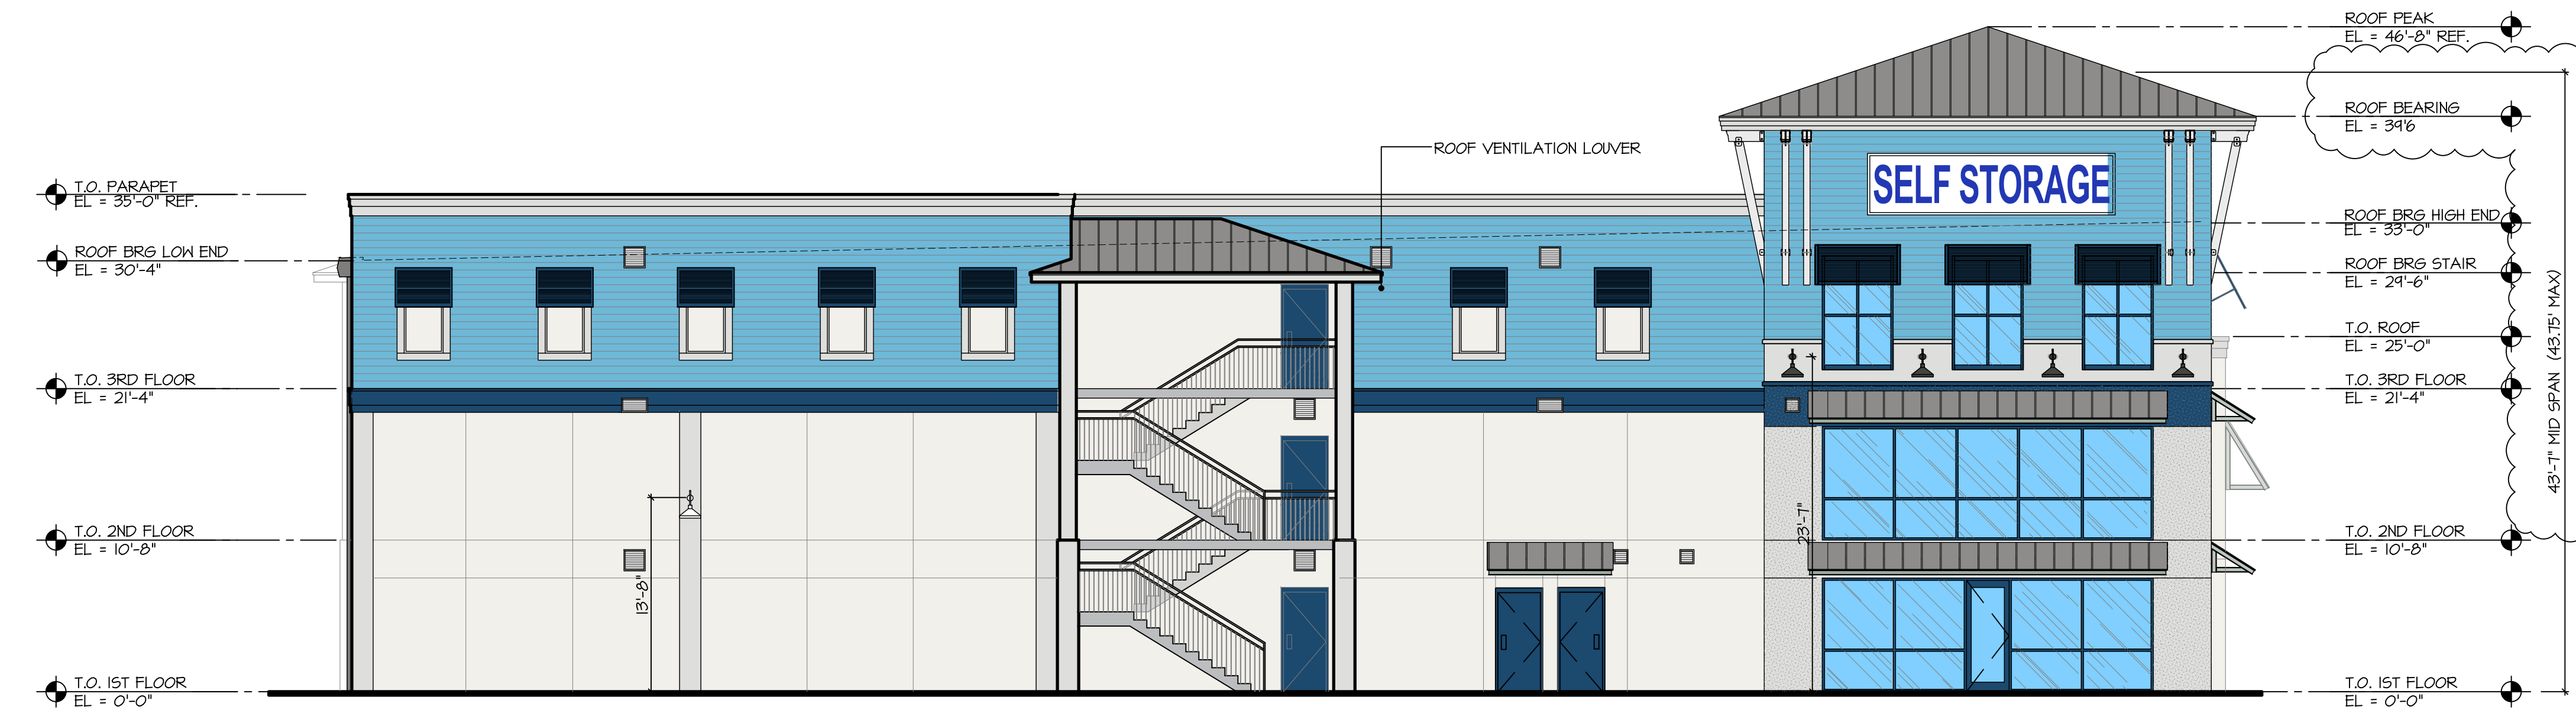 T.O. PARAPET
EL = 35'-0" REF.
ROOF BRG LOW END
EL = 30'-4"
T.O. 3RD FLOOR
EL = 21'-4"
T.O. 2ND FLOOR
EL = 10'-8"
T.O. 1ST FLOOR
EL = 0'-0"
13'-8"
ROOF VENTILATION LOUVER
SELF STORAGE
23'-7"
ROOF PEAK
EL = 46'-8" REF.
ROOF BEARING
EL = 39'6
ROOF BRG HIGH END
EL = 33'-0"
ROOF BRG STAIR
EL = 29'-6"
T.O. ROOF
EL = 25'-0"
T.O. 3RD FLOOR
EL = 21'-4"
T.O. 2ND FLOOR
EL = 10'-8"
T.O. 1ST FLOOR
EL = 0'-0"
43'-7" MID SPAN (43.75' MAX)